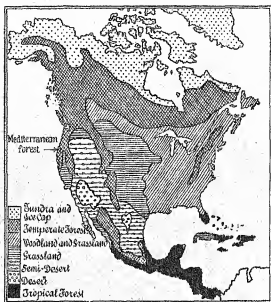 Mediterranean
forest
Tundra and
Ice Cap
Temperate Forest
Woodland and Grassland
Grassland
Semi-Desert
Desert
Tropical Forest